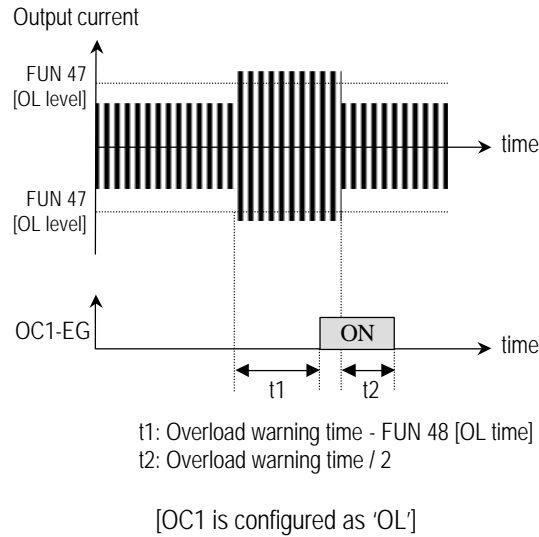 Output current
FUN 47
[OL level]
time
FUN 47
[OL level]
OC1-EG
ON
time
t1
t2
t1: Overload warning time - FUN 48 [OL time]
t2: Overload warning time / 2
[OC1 is configured as ‘OL’]